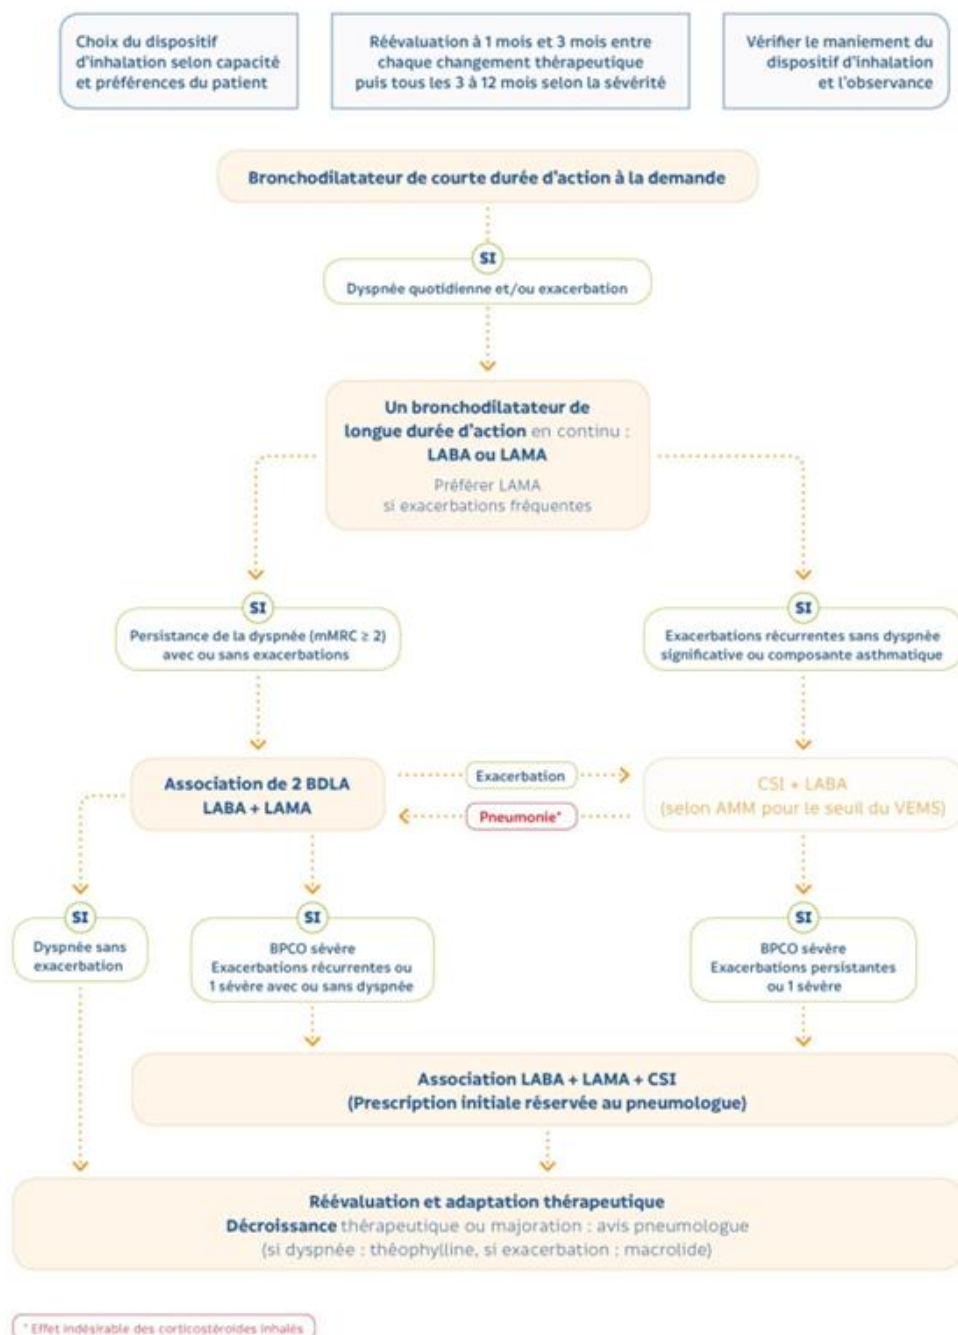 Choix du dispositif
d'inhalation selon capacité
et préférences du patient
Réévaluation à 1 mois et 3 mois entre
chaque changement thérapeutique
puis tous les 3 à 12 mois selon la sévérité
Vérifier le maniement du
dispositif d'inhalation
et l'observance
Bronchodilatateur de courte durée d'action à la demande
SI
Dyspnée quotidienne et/ou exacerbation
Un bronchodilatateur de
longue durée d'action en continu :
LABA ou LAMA
Préférer LAMA
si exacerbations fréquentes
SI
Persistance de la dyspnée (mMRC ≥ 2)
avec ou sans exacerbations
SI
Exacerbations récurrentes sans dyspnée
significative ou composante asthmatique
Association de 2 BDLA
LABA + LAMA
Exacerbation
Pneumonie*
CSI + LABA
(selon AMM pour le seuil du VEMS)
SI
Dyspnée sans
exacerbation
SI
BPCO sévère
Exacerbations récurrentes ou
1 sévère avec ou sans dyspnée
SI
BPCO sévère
Exacerbations persistantes
ou 1 sévère
Association LABA + LAMA + CSI
(Prescription initiale réservée au pneumologue)
Réévaluation et adaptation thérapeutique
Décroissance thérapeutique ou majoration : avis pneumologue
(si dyspnée : théophylline, si exacerbation : macrolide)
* Effet indésirable des corticostéroïdes inhalés